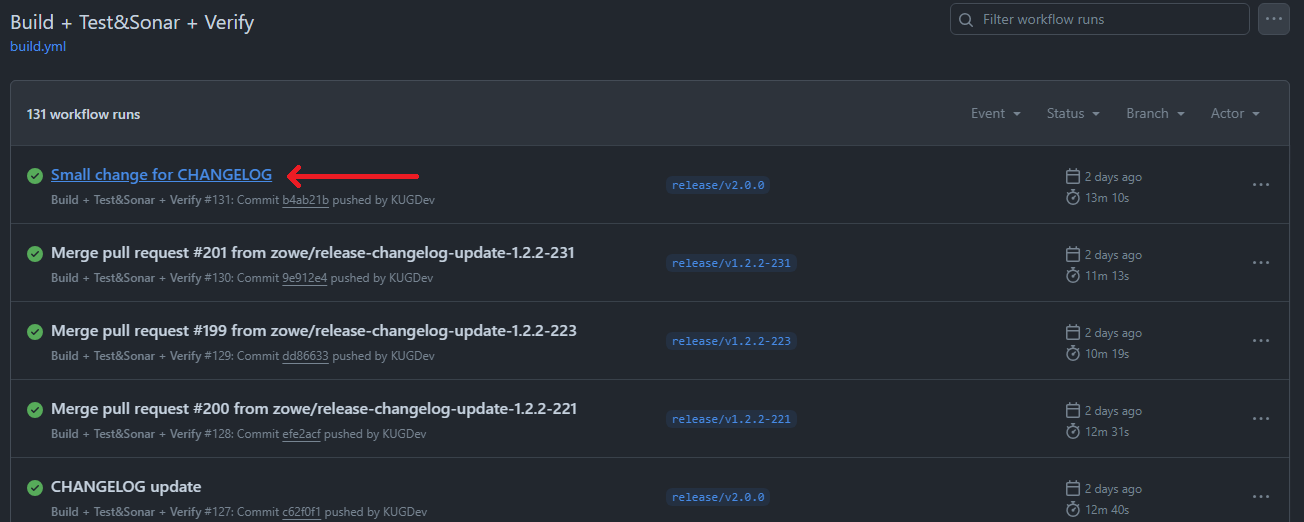 Build + Test&Sonar + Verify
Filter workflow runs
build.yml
131 workflow runs
Event
Status
Branch
Actor
Small change for CHANGELOG
Build + Test&Sonar + Verify #131: Commit b4ab21b pushed by KUGDev
release/v2.0.0
2 days ago
13m 10s
Merge pull request #201 from zowe/release-changelog-update-1.2.2-231
Build + Test&Sonar + Verify #130: Commit 9e912e4 pushed by KUGDev
release/v1.2.2-231
2 days ago
11m 13s
Merge pull request #199 from zowe/release-changelog-update-1.2.2-223
Build + Test&Sonar + Verify #129: Commit dd86633 pushed by KUGDev
release/v1.2.2-223
2 days ago
10m 19s
Merge pull request #200 from zowe/release-changelog-update-1.2.2-221
Build + Test&Sonar + Verify #128: Commit efe2acf pushed by KUGDev
release/v1.2.2-221
2 days ago
12m 31s
CHANGELOG update
Build + Test&Sonar + Verify #127: Commit c62f0f1 pushed by KUGDev
release/v2.0.0
2 days ago
12m 40s